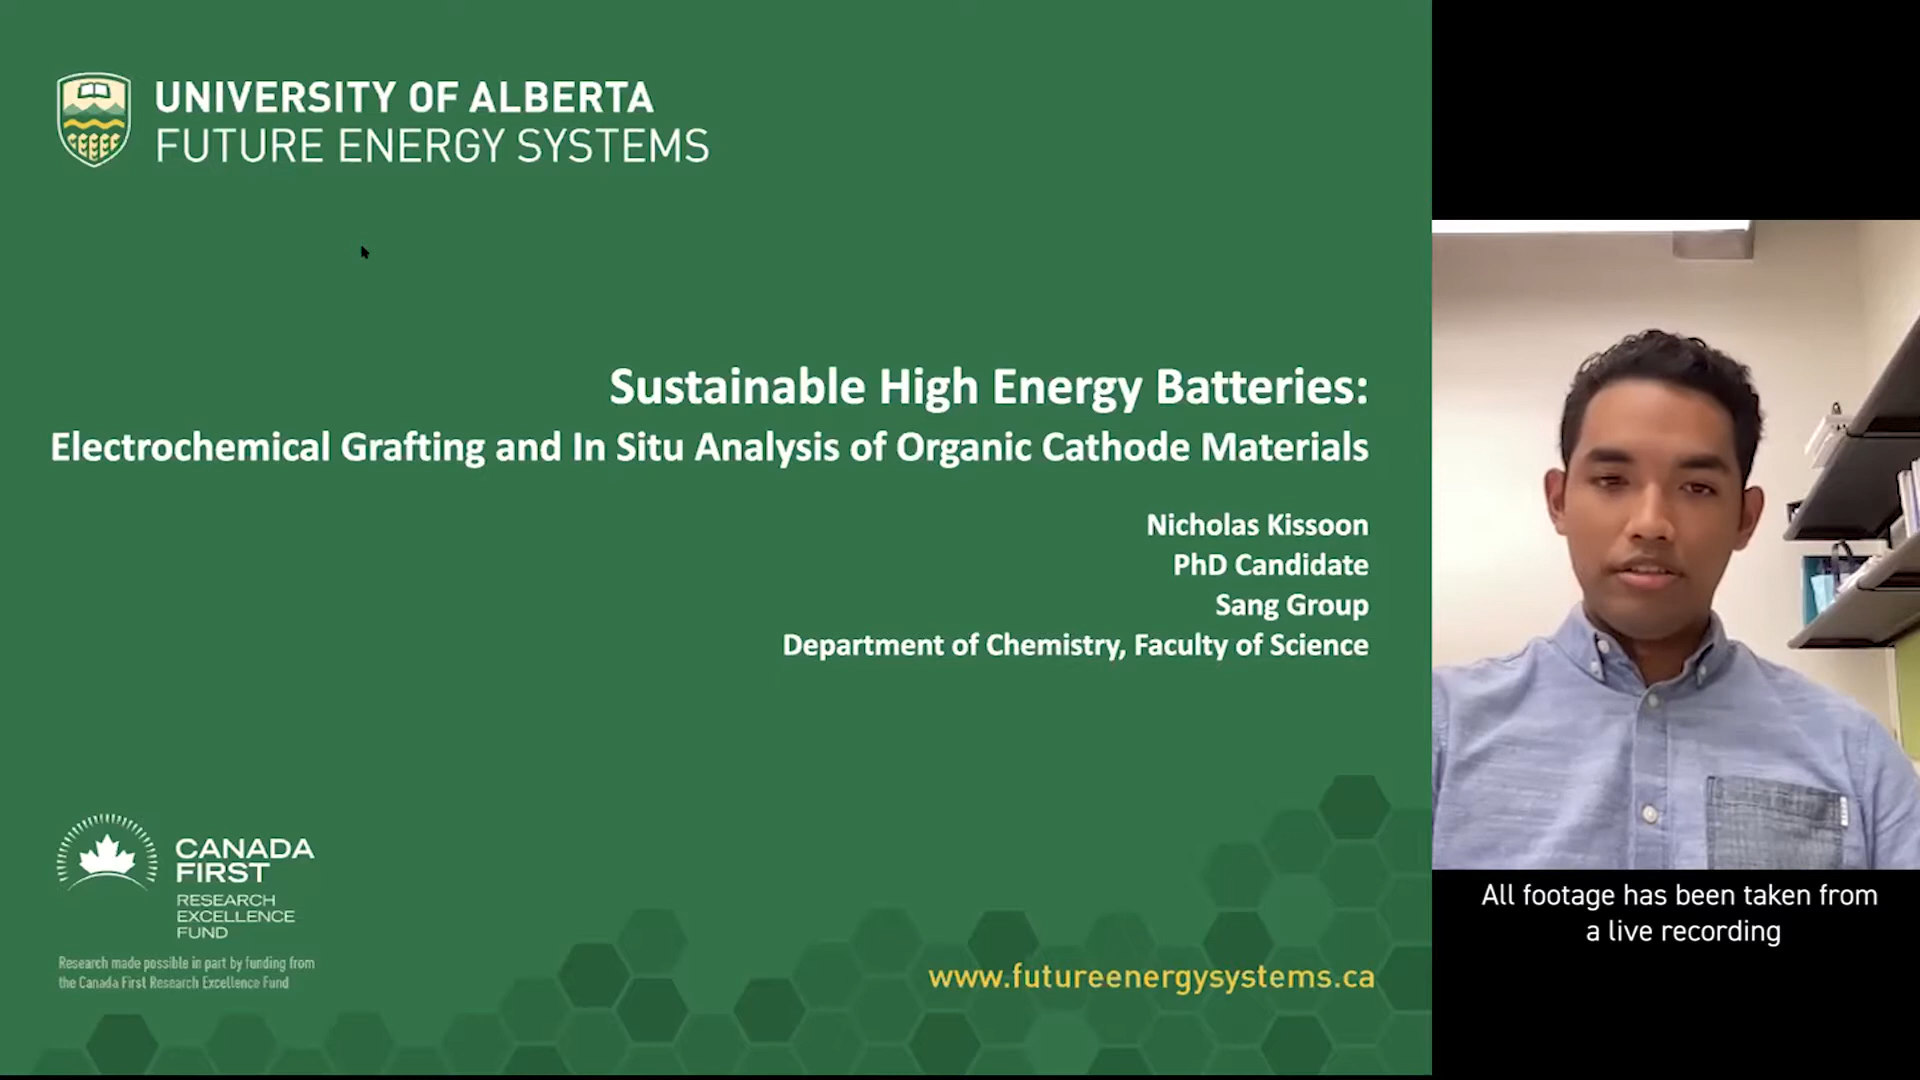 UNIVERSITY OF ALBERTA
FUTURE ENERGY SYSTEMS
Sustainable High Energy Batteries:
Electrochemical Grafting and In Situ Analysis of Organic Cathode Materials
Nicholas Kissoon
PhD Candidate
Sang Group
Department of Chemistry, Faculty of Science
CANADA
FIRST
RESEARCH
EXCELLENCE
FUND
Research made possible in part by funding from
the Canada First Research Excellence Fund
www.futureenergysystems.ca
All footage has been taken from
a live recording